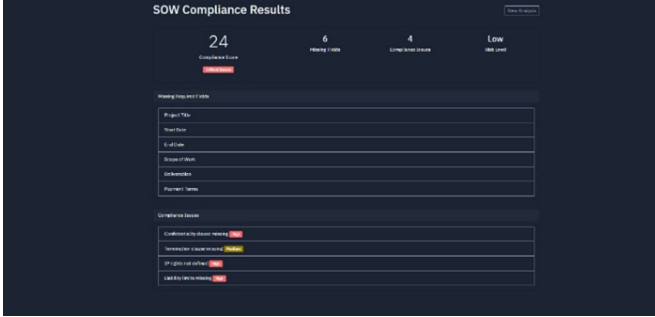 SOW Compliance Results
New Analysis
24
Compliance Score
Critical Issues
6
Missing Fields
4
Compliance Issues
Low
Risk Level
Missing Required Fields
Project Title
Start Date
End Date
Scope of Work
Deliverables
Payment Terms
Compliance Issues
Confidentiality clause missing High
Termination clause missing Medium
IP rights not defined High
Liability limits missing High